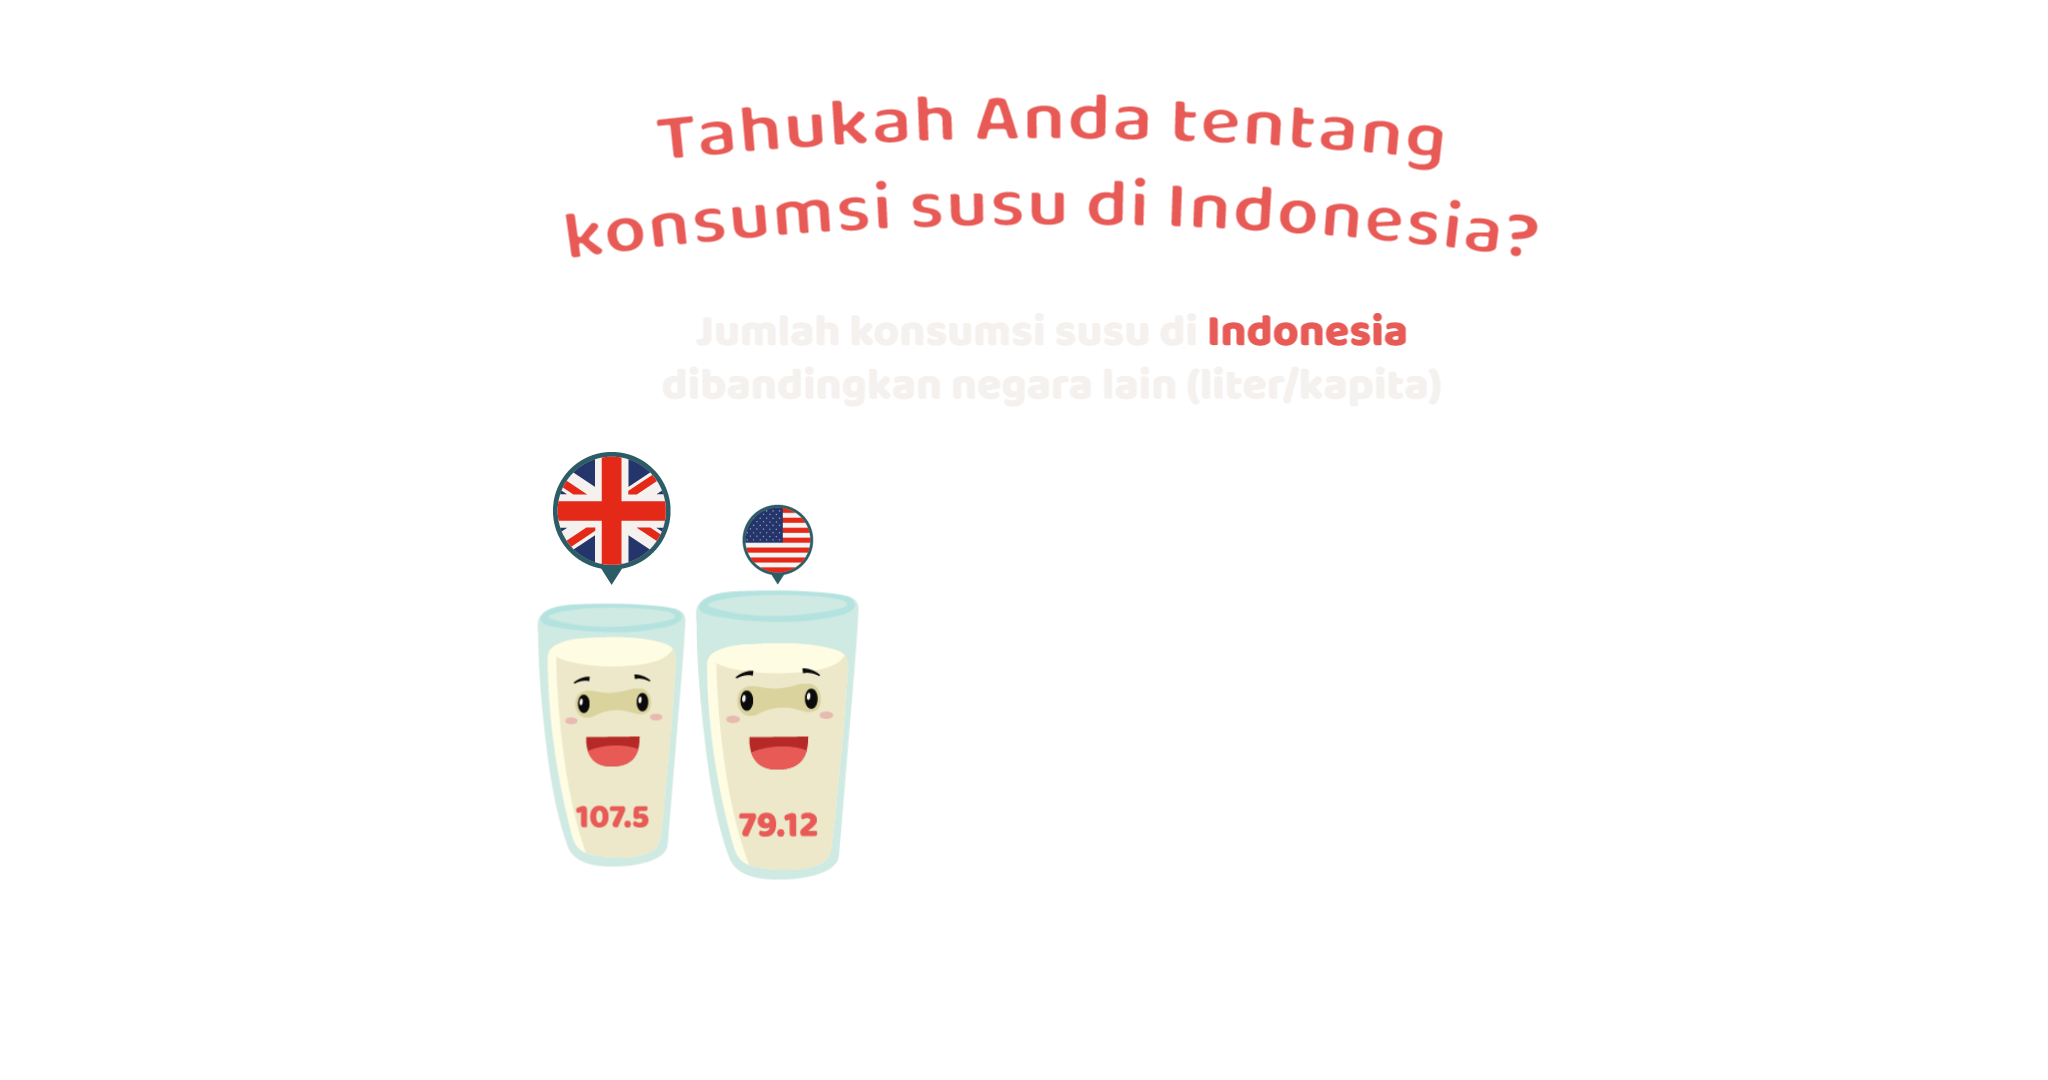 Tahukah Anda tentang
konsumsi susu di Indonesia?
Jumlah konsumsi susu di Indonesia
dibandingkan negara lain (liter/kapita)
107.5
79.12